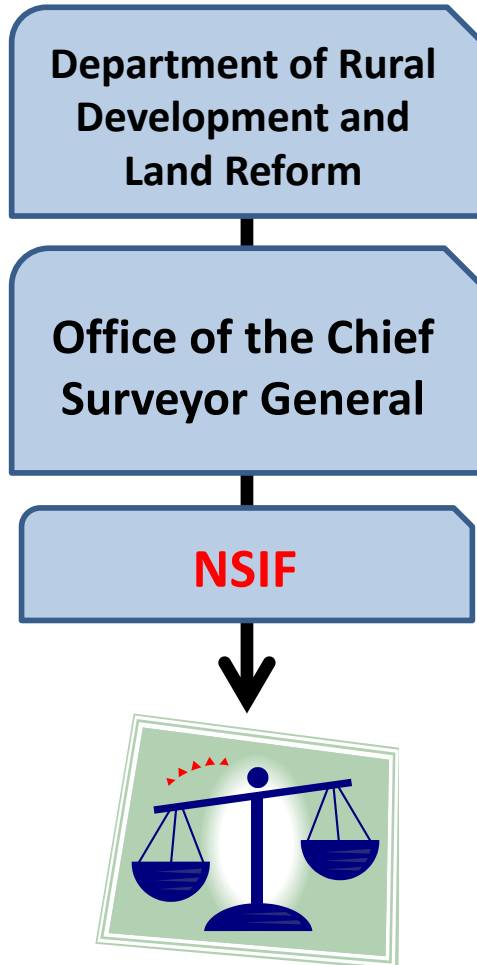 Department of Rural
Development and
Land Reform
Office of the Chief
Surveyor General
NSIF